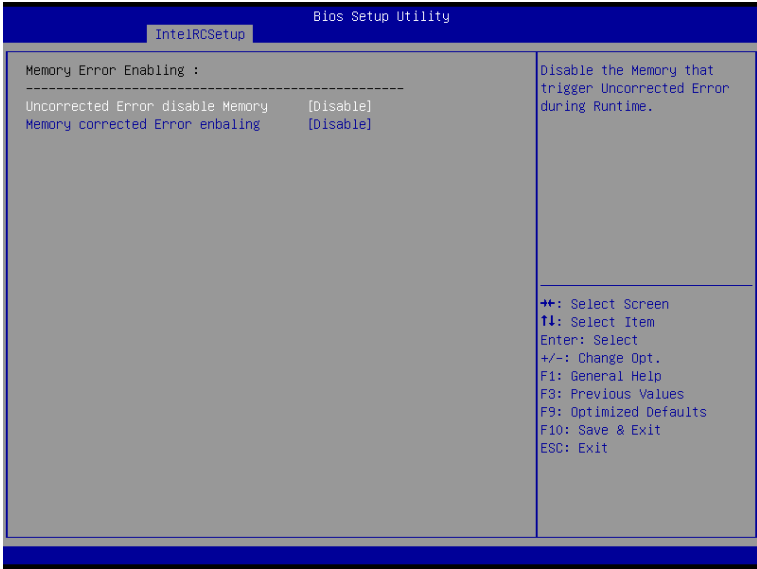 Bios Setup Utility
IntelRCSetup
Memory Error Enabling :
--------------------------------------------------
Uncorrected Error disable Memory [Disable]
Memory corrected Error enbaling [Disable]
Disable the Memory that
trigger Uncorrected Error
during Runtime.
→←: Select Screen
↑↓: Select Item
Enter: Select
+/-: Change Opt.
F1: General Help
F3: Previous Values
F9: Optimized Defaults
F10: Save & Exit
ESC: Exit